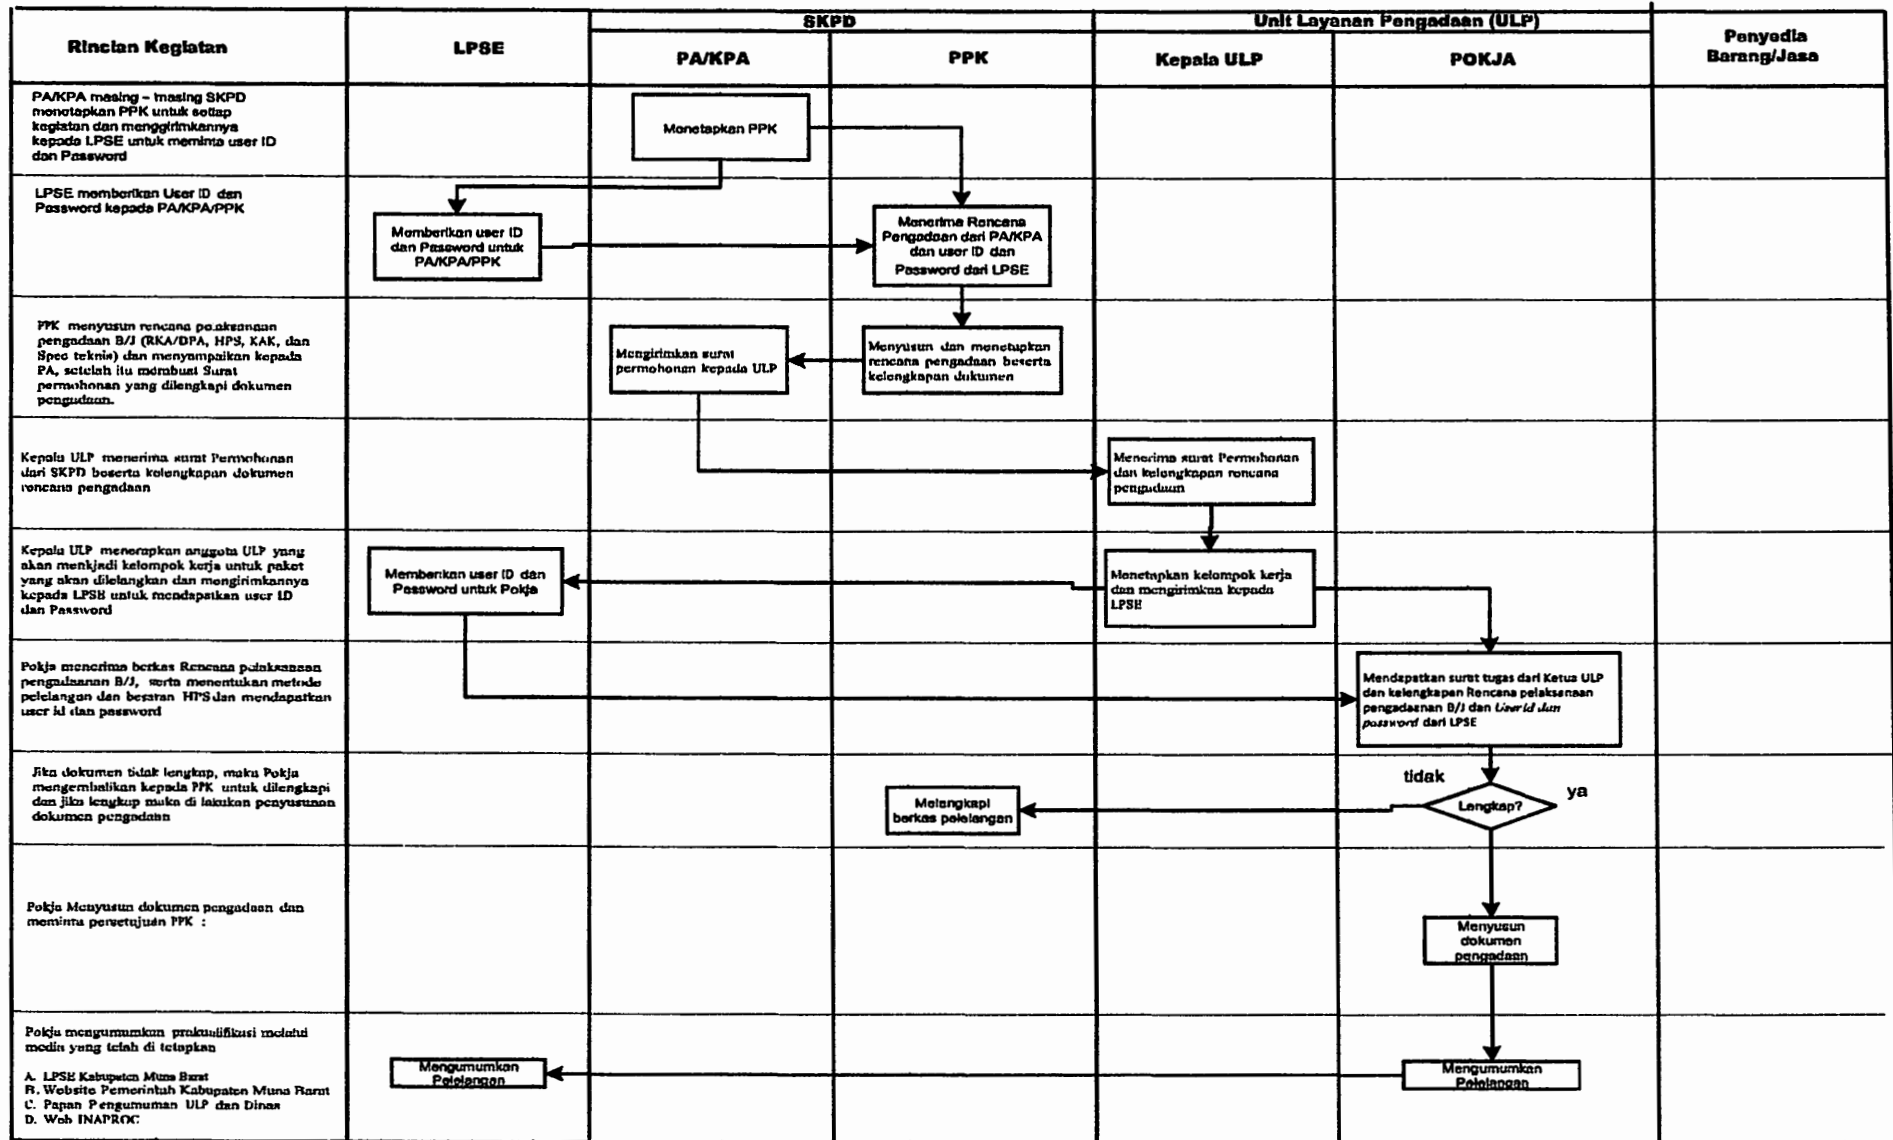 Rincian Kegiatan
LPSE
SKPD
PA/KPA
PPK
Unit Layanan Pengadaan (ULP)
Kepala ULP
POKJA
Penyedia
Barang/Jasa
PA/KPA masing – masing SKPD
menetapkan PPK untuk setiap
kegiatan dan menggirimkannya
kepada LPSE untuk meminta user ID
dan Password
Menetapkan PPK
LPSE memberikan User ID dan
Password kepada PA/KPA/PPK
Memberikan user ID
dan Password untuk
PA/KPA/PPK
Menerima Rencana
Pengadaan dari PA/KPA
dan user ID dan
Password dari LPSE
PPK menyusun rencana pelaksanaan
pengadaan B/J (RKA/DPA, HPS, KAK, dan
Spec teknis) dan menyampaikan kepada
PA, setelah itu membuat Surat
permohonan yang dilengkapi dokumen
pengadaan.
Mengirimkan surat
permohonan kepada ULP
Menyusun dan menetapkan
rencana pengadaan beserta
kelengkapan dokumen
Kepala ULP menerima surat Permohonan
dari SKPD beserta kelengkapan dokumen
rencana pengadaan
Menerima surat Permohonan
dan kelengkapan rencana
pengadaan
Kepala ULP menerapkan anggota ULP yang
akan menkjadi kelompok kerja untuk paket
yang akan dilelangkan dan mengirimkannya
kepada LPSE untuk mendapatkan user ID
dan Password
Memberikan user ID dan
Password untuk Pokja
Menetapkan kelompok kerja
dan mengirimkan kepada
LPSE
Pokja menerima berkas Rencana pelaksanaan
pengadaanan B/J, serta menentukan metode
pelelangan dan besaran HPS dan mendapatkan
user id dan password
Mendapatkan surat tugas dari Ketua ULP
dan kelengkapan Rencana pelaksanaan
pengadaanan B/J dan User Id dan
password dari LPSE
Jika dokumen tidak lengkap, maka Pokja
mengembalikan kepada PPK untuk dilengkapi
dan jika lengkap maka di lakukan penyusunan
dokumen pengadaan
Melengkapi
berkas pelelangan
tidak
Lengkap?
ya
Pokja Menyusun dokumen pengadaan dan
meminta persetujuan PPK :
Menyusun
dokumen
pengadaan
Pokja mengumumkan prakualifikasi melalui
media yang telah di tetapkan
A. LPSE Kabupaten Muna Barat
B. Website Pemerintah Kabupaten Muna Barat
C. Papan Pengumuman ULP dan Dinas
D. Web INAPROC
Mengumumkan
Pelelangan
Mengumumkan
Pelelangan